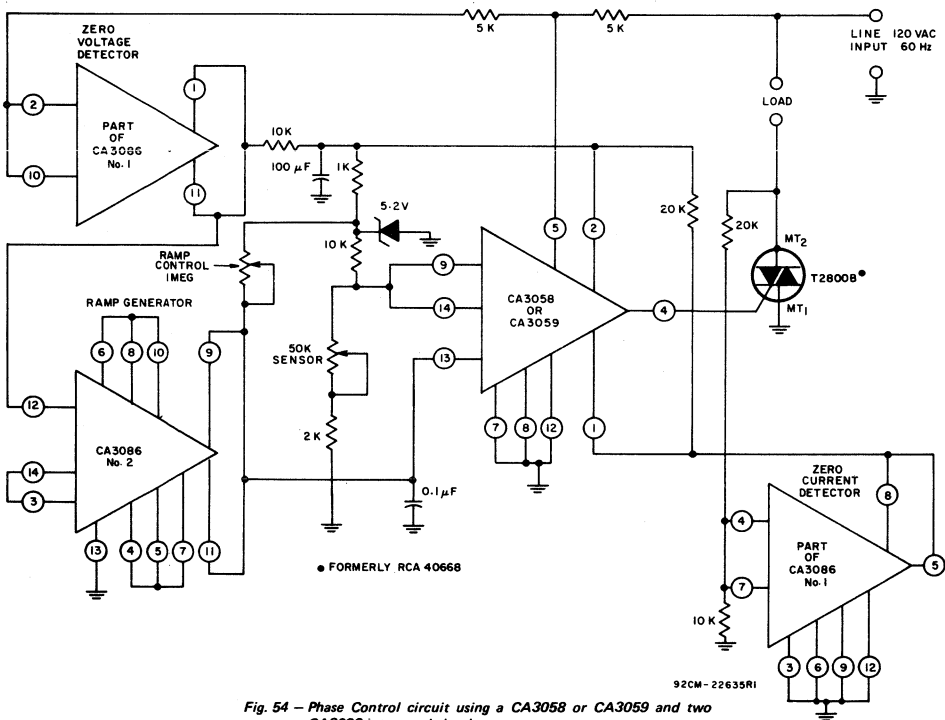 5 K
5 K
LINE INPUT 120 VAC 60 Hz
ZERO
VOLTAGE
DETECTOR
2
10
PART
OF
CA3086
No. 1
1
11
10K
100 µF
1K
5.2V
10 K
LOAD
20 K
20K
MT2
T2800B●
MT1
RAMP
CONTROL
1MEG
RAMP GENERATOR
6
8
10
9
12
14
3
CA3086
No. 2
13
4
5
7
11
50K
SENSOR
2K
0.1µF
9
14
13
5
2
CA3058
OR
CA3059
4
7
8
12
1
ZERO
CURRENT
DETECTOR
8
4
7
PART
OF
CA3086
No. 1
5
10 K
3
6
9
12
● FORMERLY RCA 40668
92CM-22635R1
Fig. 54 – Phase Control circuit using a CA3058 or CA3059 and two